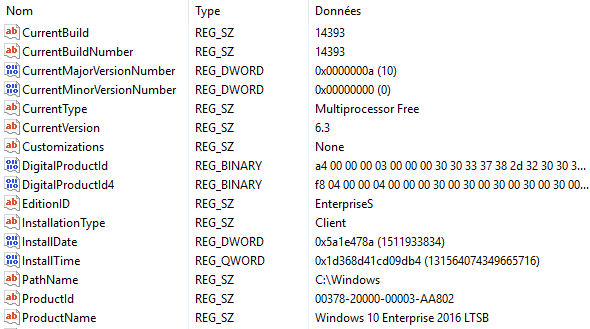 Nom Type Données
CurrentBuild REG_SZ 14393
CurrentBuildNumber REG_SZ 14393
CurrentMajorVersionNumber REG_DWORD 0x0000000a (10)
CurrentMinorVersionNumber REG_DWORD 0x00000000 (0)
CurrentType REG_SZ Multiprocessor Free
CurrentVersion REG_SZ 6.3
Customizations REG_SZ None
DigitalProductId REG_BINARY a4 00 00 00 03 00 00 00 30 30 33 37 38 2d 32 30 30 3...
DigitalProductId4 REG_BINARY f8 04 00 00 04 00 00 00 30 00 30 00 30 00 30 00 30 00...
EditionID REG_SZ EnterpriseS
InstallationType REG_SZ Client
InstallDate REG_DWORD 0x5a1e478a (1511933834)
InstallTime REG_QWORD 0x1d368d41cd09db4 (131564074349665716)
PathName REG_SZ C:\Windows
ProductId REG_SZ 00378-20000-00003-AA802
ProductName REG_SZ Windows 10 Enterprise 2016 LTSB